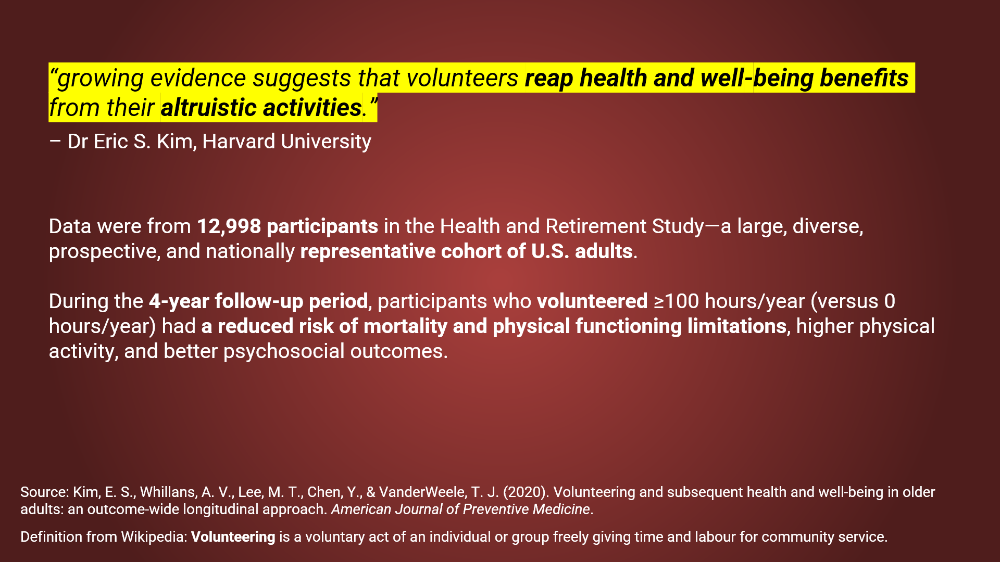 “growing evidence suggests that volunteers reap health and well-being benefits
from their altruistic activities.”
– Dr Eric S. Kim, Harvard University
Data were from 12,998 participants in the Health and Retirement Study—a large, diverse,
prospective, and nationally representative cohort of U.S. adults.
During the 4-year follow-up period, participants who volunteered ≥100 hours/year (versus 0
hours/year) had a reduced risk of mortality and physical functioning limitations, higher physical
activity, and better psychosocial outcomes.
Source: Kim, E. S., Whillans, A. V., Lee, M. T., Chen, Y., & VanderWeele, T. J. (2020). Volunteering and subsequent health and well-being in older
adults: an outcome-wide longitudinal approach. American Journal of Preventive Medicine.
Definition from Wikipedia: Volunteering is a voluntary act of an individual or group freely giving time and labour for community service.